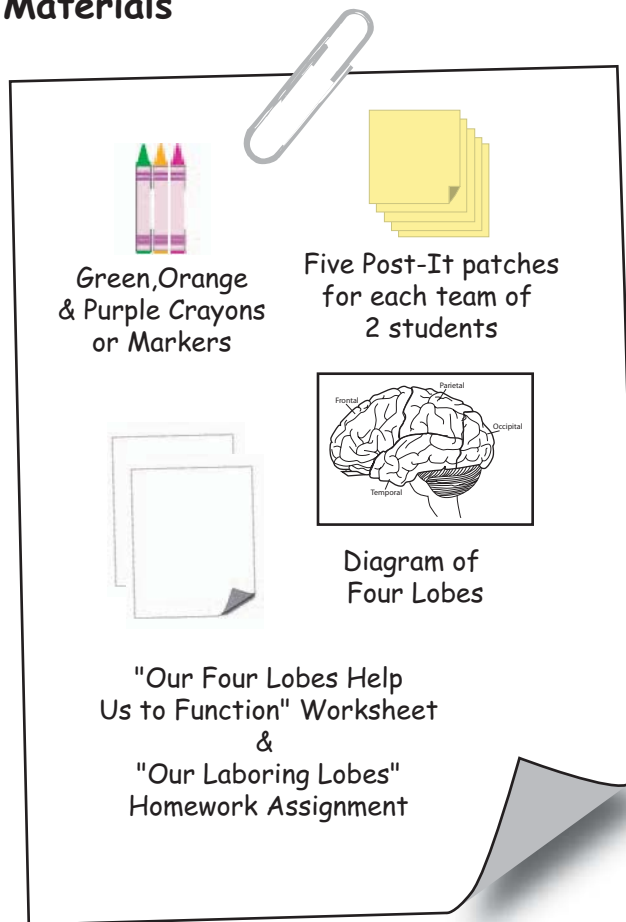 Materials
Green,Orange
& Purple Crayons
or Markers
Five Post-It patches
for each team of
2 students
Frontal
Parietal
Occipital
Temporal
Diagram of
Four Lobes
"Our Four Lobes Help
Us to Function" Worksheet
&
"Our Laboring Lobes"
Homework Assignment